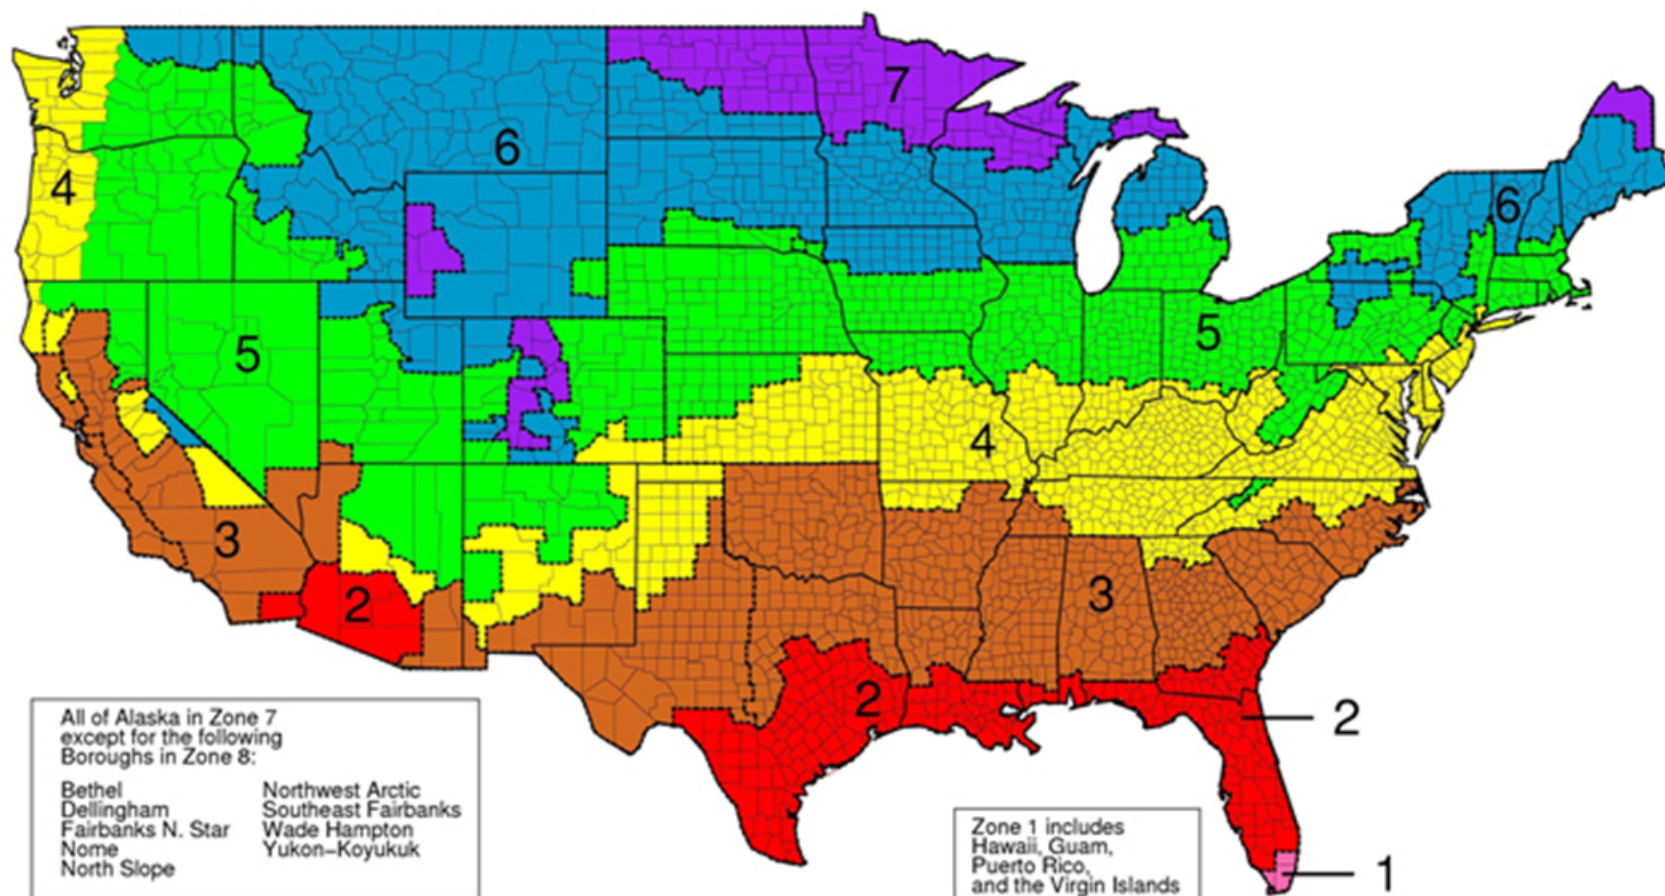 7
6
4
6
5
5
4
3
3
2
2
2
1
All of Alaska in Zone 7
except for the following
Boroughs in Zone 8:
Bethel Northwest Arctic
Dellingham Southeast Fairbanks
Fairbanks N. Star Wade Hampton
Nome Yukon-Koyukuk
North Slope
Zone 1 includes
Hawaii, Guam,
Puerto Rico,
and the Virgin Islands